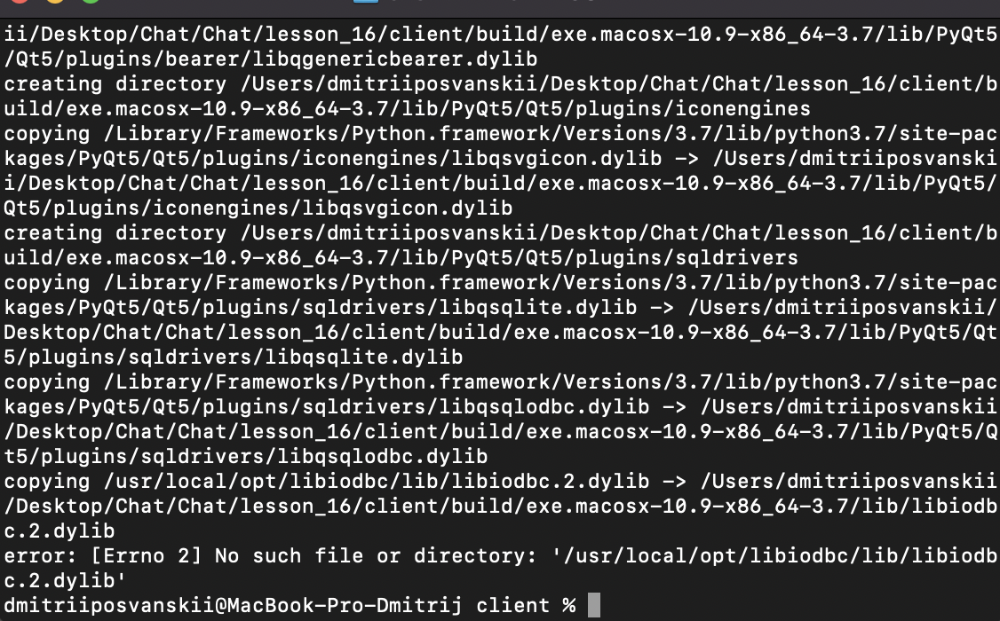 ii/Desktop/Chat/Chat/lesson_16/client/build/exe.macosx-10.9-x86_64-3.7/lib/PyQt5
/Qt5/plugins/bearer/libqgenericbearer.dylib
creating directory /Users/dmitriiposvanskii/Desktop/Chat/Chat/lesson_16/client/b
uild/exe.macosx-10.9-x86_64-3.7/lib/PyQt5/Qt5/plugins/iconengines
copying /Library/Frameworks/Python.framework/Versions/3.7/lib/python3.7/site-pac
kages/PyQt5/Qt5/plugins/iconengines/libqsvgicon.dylib -> /Users/dmitriiposvanski
i/Desktop/Chat/Chat/lesson_16/client/build/exe.macosx-10.9-x86_64-3.7/lib/PyQt5/
Qt5/plugins/iconengines/libqsvgicon.dylib
creating directory /Users/dmitriiposvanskii/Desktop/Chat/Chat/lesson_16/client/b
uild/exe.macosx-10.9-x86_64-3.7/lib/PyQt5/Qt5/plugins/sqldrivers
copying /Library/Frameworks/Python.framework/Versions/3.7/lib/python3.7/site-pac
kages/PyQt5/Qt5/plugins/sqldrivers/libqsqlite.dylib -> /Users/dmitriiposvanskii/
Desktop/Chat/Chat/lesson_16/client/build/exe.macosx-10.9-x86_64-3.7/lib/PyQt5/Qt
5/plugins/sqldrivers/libqsqlite.dylib
copying /Library/Frameworks/Python.framework/Versions/3.7/lib/python3.7/site-pac
kages/PyQt5/Qt5/plugins/sqldrivers/libqsqlodbc.dylib -> /Users/dmitriiposvanskii
/Desktop/Chat/Chat/lesson_16/client/build/exe.macosx-10.9-x86_64-3.7/lib/PyQt5/Q
t5/plugins/sqldrivers/libqsqlodbc.dylib
copying /usr/local/opt/libiodbc/lib/libiodbc.2.dylib -> /Users/dmitriiposvanskii
/Desktop/Chat/Chat/lesson_16/client/build/exe.macosx-10.9-x86_64-3.7/lib/libiodb
c.2.dylib
error: [Errno 2] No such file or directory: '/usr/local/opt/libiodbc/lib/libiodb
c.2.dylib'
dmitriiposvanskii@MacBook-Pro-Dmitrij client %